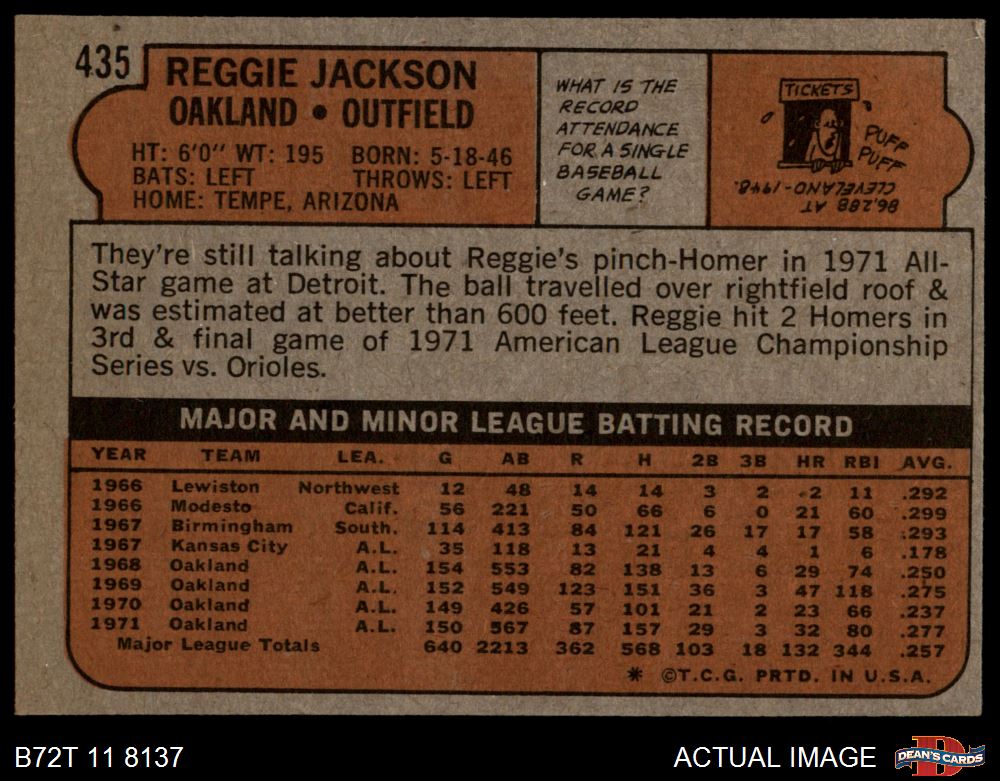 435
REGGIE JACKSON
OAKLAND • OUTFIELD
HT: 6'0" WT: 195 BORN: 5-18-46
BATS: LEFT THROWS: LEFT
HOME: TEMPE, ARIZONA
WHAT IS THE
RECORD
ATTENDANCE
FOR A SINGLE
BASEBALL
GAME?
TICKETS
PUFF
PUFF
86,288 AT
CLEVELAND-1948.
They're still talking about Reggie's pinch-Homer in 1971 All-
Star game at Detroit. The ball travelled over rightfield roof &
was estimated at better than 600 feet. Reggie hit 2 Homers in
3rd & final game of 1971 American League Championship
Series vs. Orioles.
MAJOR AND MINOR LEAGUE BATTING RECORD
YEAR TEAM LEA. G AB R H 2B 3B HR RBI AVG.
1966 Lewiston Northwest 12 48 14 14 3 2 2 11 .292
1966 Modesto Calif. 56 221 50 66 6 0 21 60 .299
1967 Birmingham South. 114 413 84 121 26 17 17 58 .293
1967 Kansas City A.L. 35 118 13 21 4 4 1 6 .178
1968 Oakland A.L. 154 553 82 138 13 6 29 74 .250
1969 Oakland A.L. 152 549 123 151 36 3 47 118 .275
1970 Oakland A.L. 149 426 57 101 21 2 23 66 .237
1971 Oakland A.L. 150 567 87 157 29 3 32 80 .277
Major League Totals 640 2213 362 568 103 18 132 344 .257
* ©T.C.G. PRTD. IN U.S.A.
B72T 11 8137
ACTUAL IMAGE
D
DEAN'S CARDS